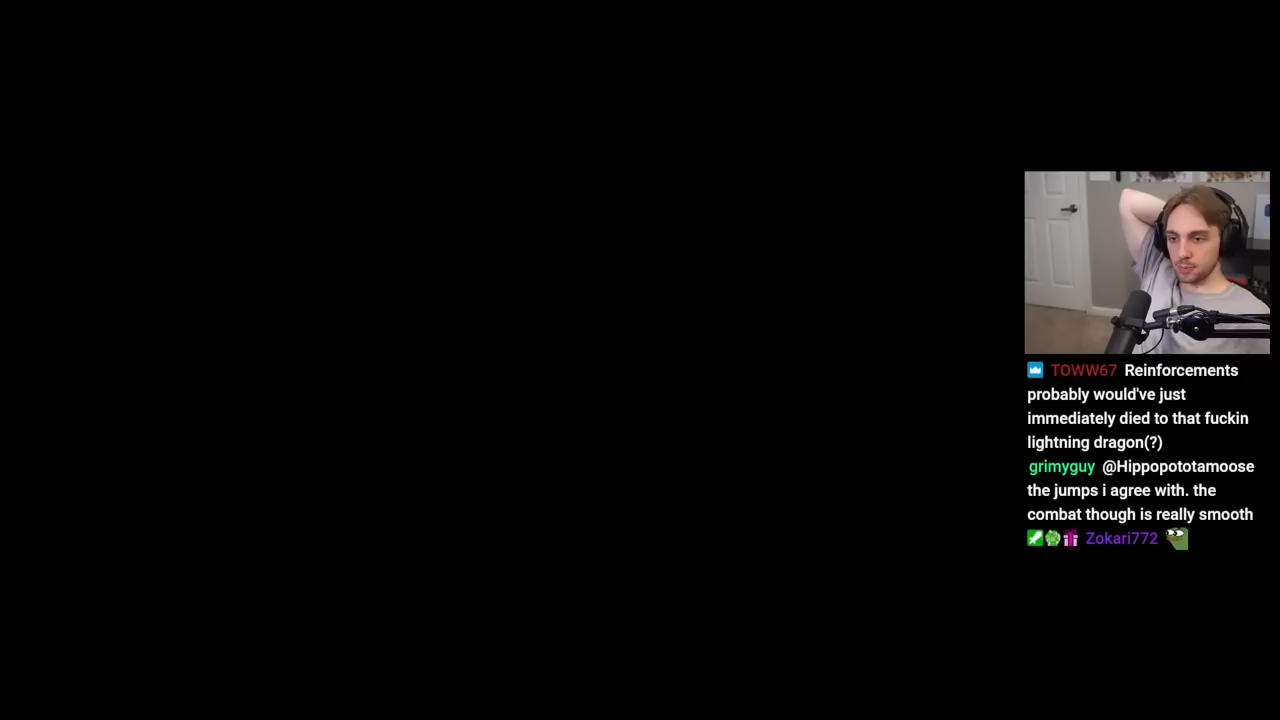 TOWW67 Reinforcements
probably would've just
immediately died to that fuckin
lightning dragon(?)
grimyguy @Hippopototamoose
the jumps i agree with. the
combat though is really smooth
Zokari772